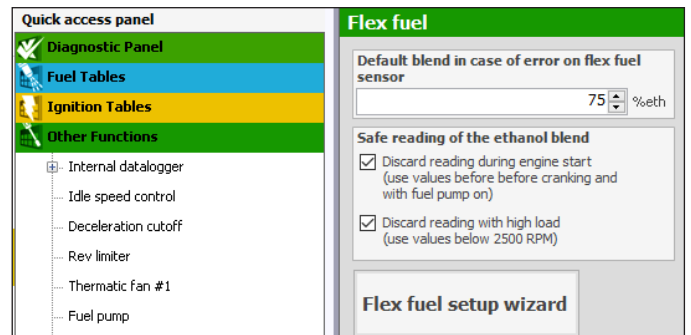 Quick access panel
Diagnostic Panel
Fuel Tables
Ignition Tables
Other Functions
Internal datalogger
Idle speed control
Deceleration cutoff
Rev limiter
Thermatic fan #1
Fuel pump
Flex fuel
Default blend in case of error on flex fuel
sensor
75 %eth
Safe reading of the ethanol blend
Discard reading during engine start
(use values before before cranking and
with fuel pump on)
Discard reading with high load
(use values below 2500 RPM)
Flex fuel setup wizard